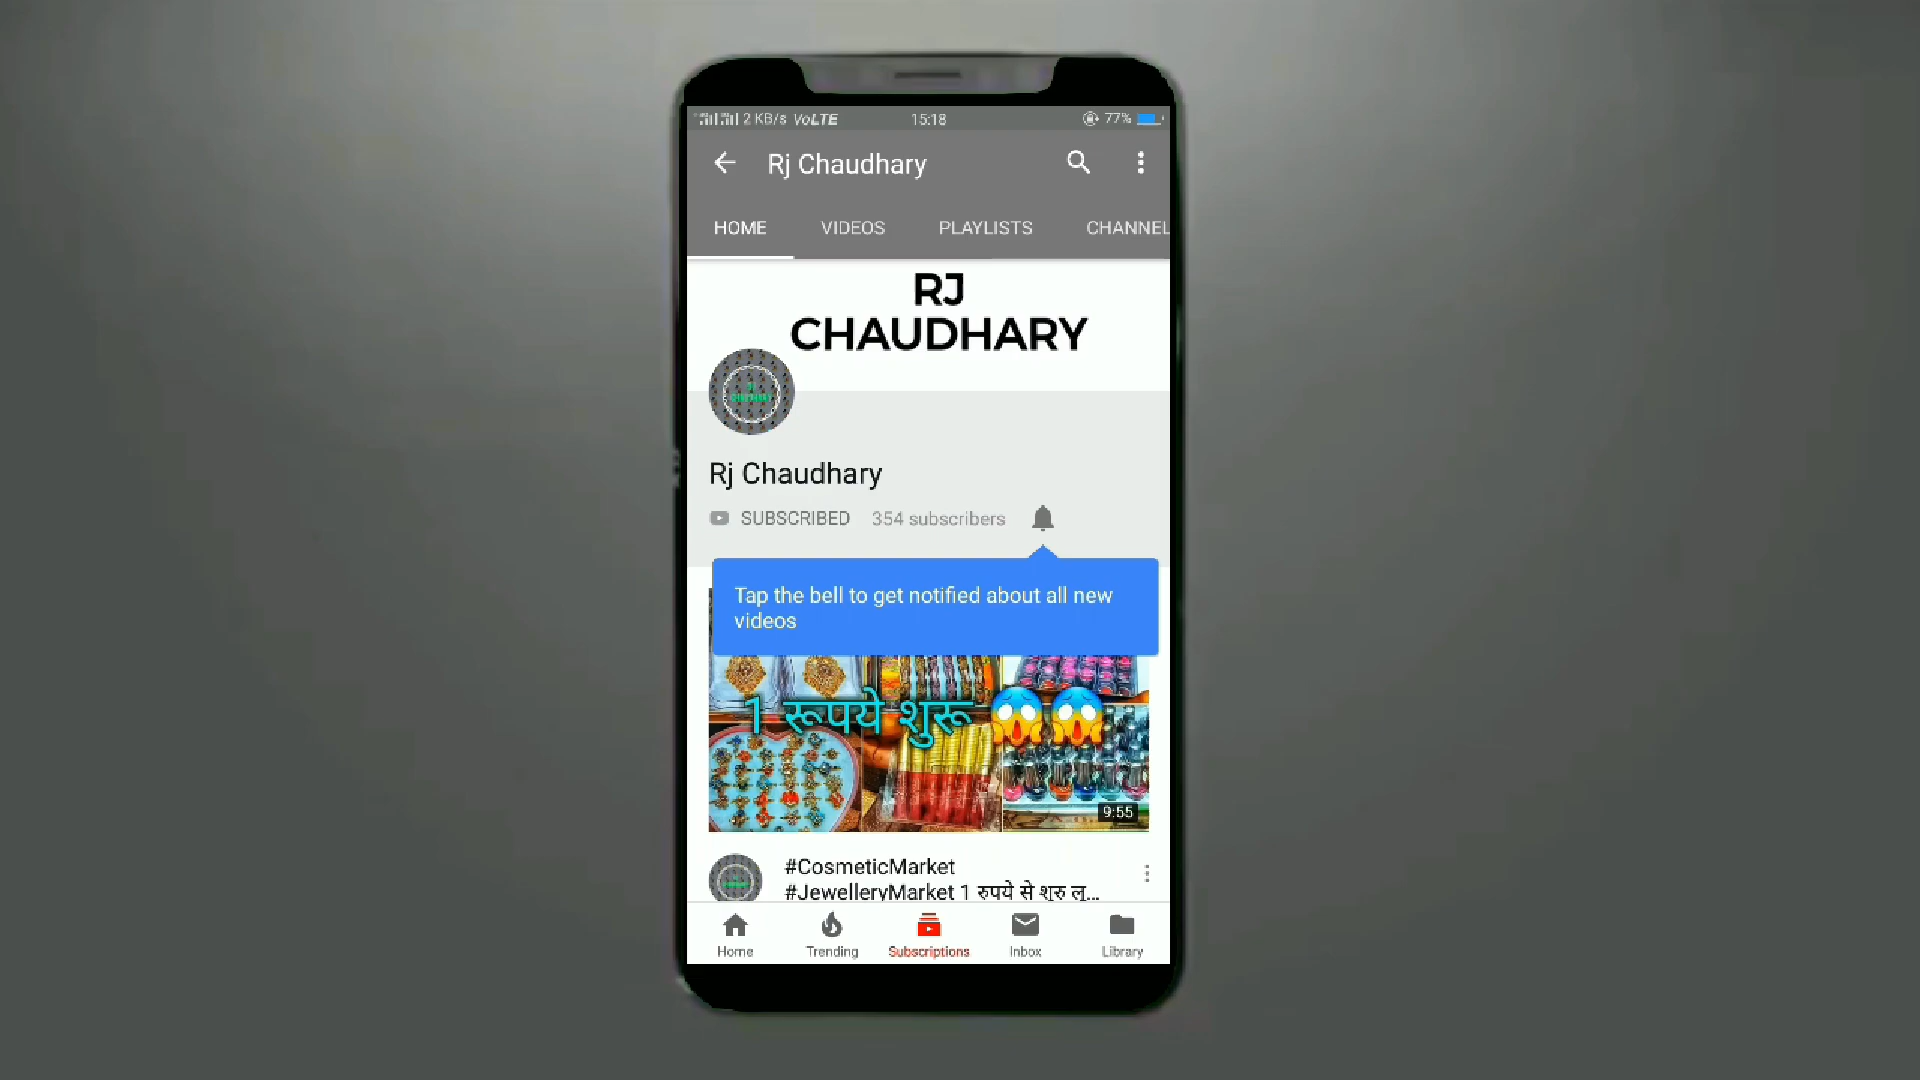 2 KB/s VoLTE 15:18 77%
Rj Chaudhary
HOME VIDEOS PLAYLISTS CHANNEL
RJ
CHAUDHARY
Rj Chaudhary
SUBSCRIBED 354 subscribers
Tap the bell to get notified about all new
videos
1 रूपये शुरू
9:55
#CosmeticMarket
#JewelleryMarket 1 रुपये से शुरु लू...
Home Trending Subscriptions Inbox Library